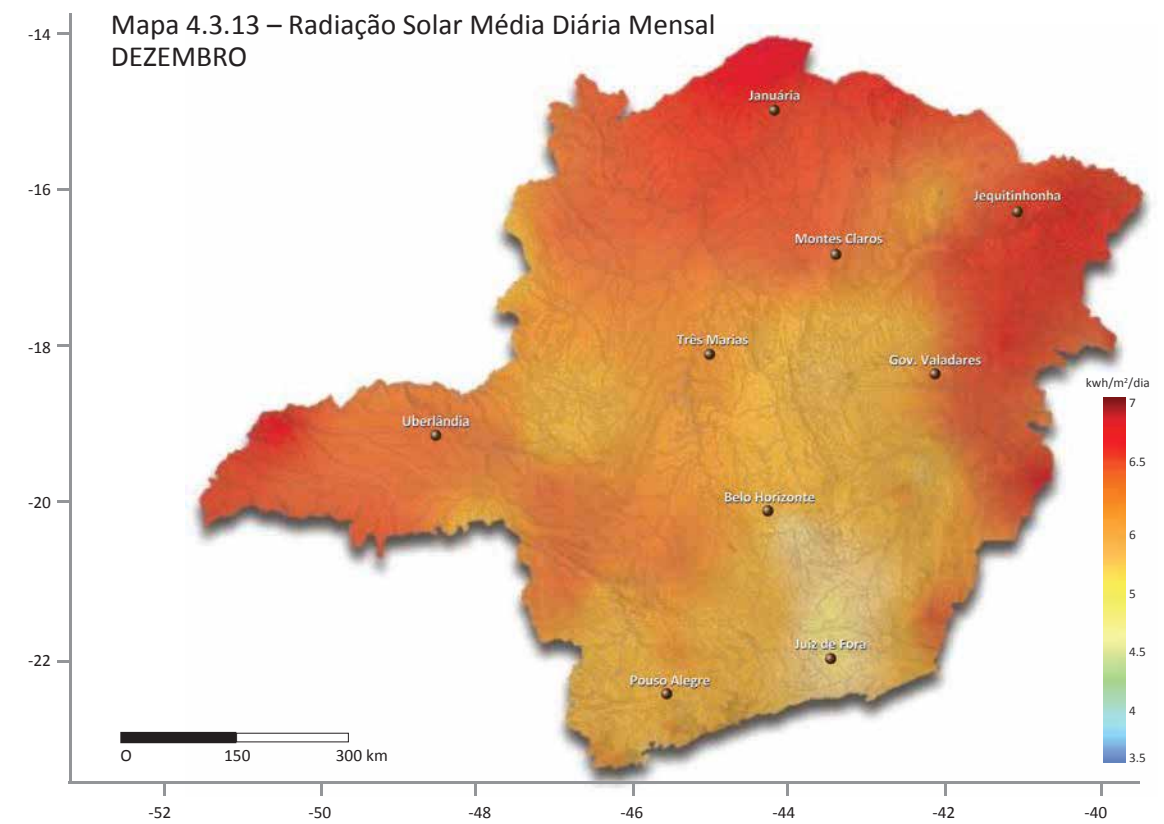 Mapa 4.3.13 – Radiação Solar Média Diária Mensal
DEZEMBRO
-14
-16
-18
-20
-22
Januária
Jequitinhonha
Montes Claros
Três Marias
Gov. Valadares
Uberlândia
Belo Horizonte
Juiz de Fora
Pouso Alegre
kwh/m²/dia
7
6.5
6
5
4.5
4
3.5
0 150 300 km
-52 -50 -48 -46 -44 -42 -40